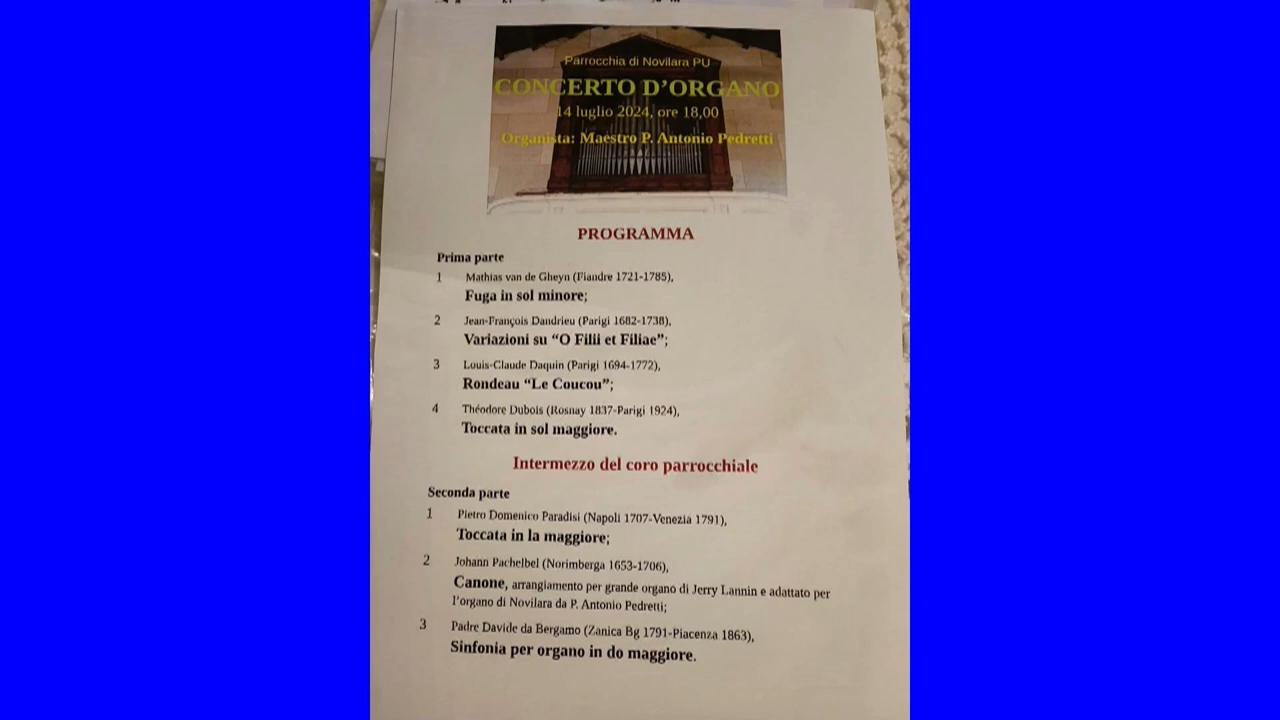 Parrocchia di Novilara PU
CONCERTO D'ORGANO
14 luglio 2024, ore 18,00
Organista: Maestro P. Antonio Pedretti
PROGRAMMA
Prima parte
1 Mathias van de Gheyn (Fiandre 1721-1785),
Fuga in sol minore;
2 Jean-François Dandrieu (Parigi 1682-1738),
Variazioni su “O Filii et Filiae”;
3 Louis-Claude Daquin (Parigi 1694-1772),
Rondeau “Le Coucou”;
4 Théodore Dubois (Rosnay 1837-Parigi 1924),
Toccata in sol maggiore.
Intermezzo del coro parrocchiale
Seconda parte
1 Pietro Domenico Paradisi (Napoli 1707-Venezia 1791),
Toccata in la maggiore;
2 Johann Pachelbel (Norimberga 1653-1706),
Canone, arrangiamento per grande organo di Jerry Lannin e adattato per
l'organo di Novilara da P. Antonio Pedretti;
3 Padre Davide da Bergamo (Zanica Bg 1791-Piacenza 1863),
Sinfonia per organo in do maggiore.